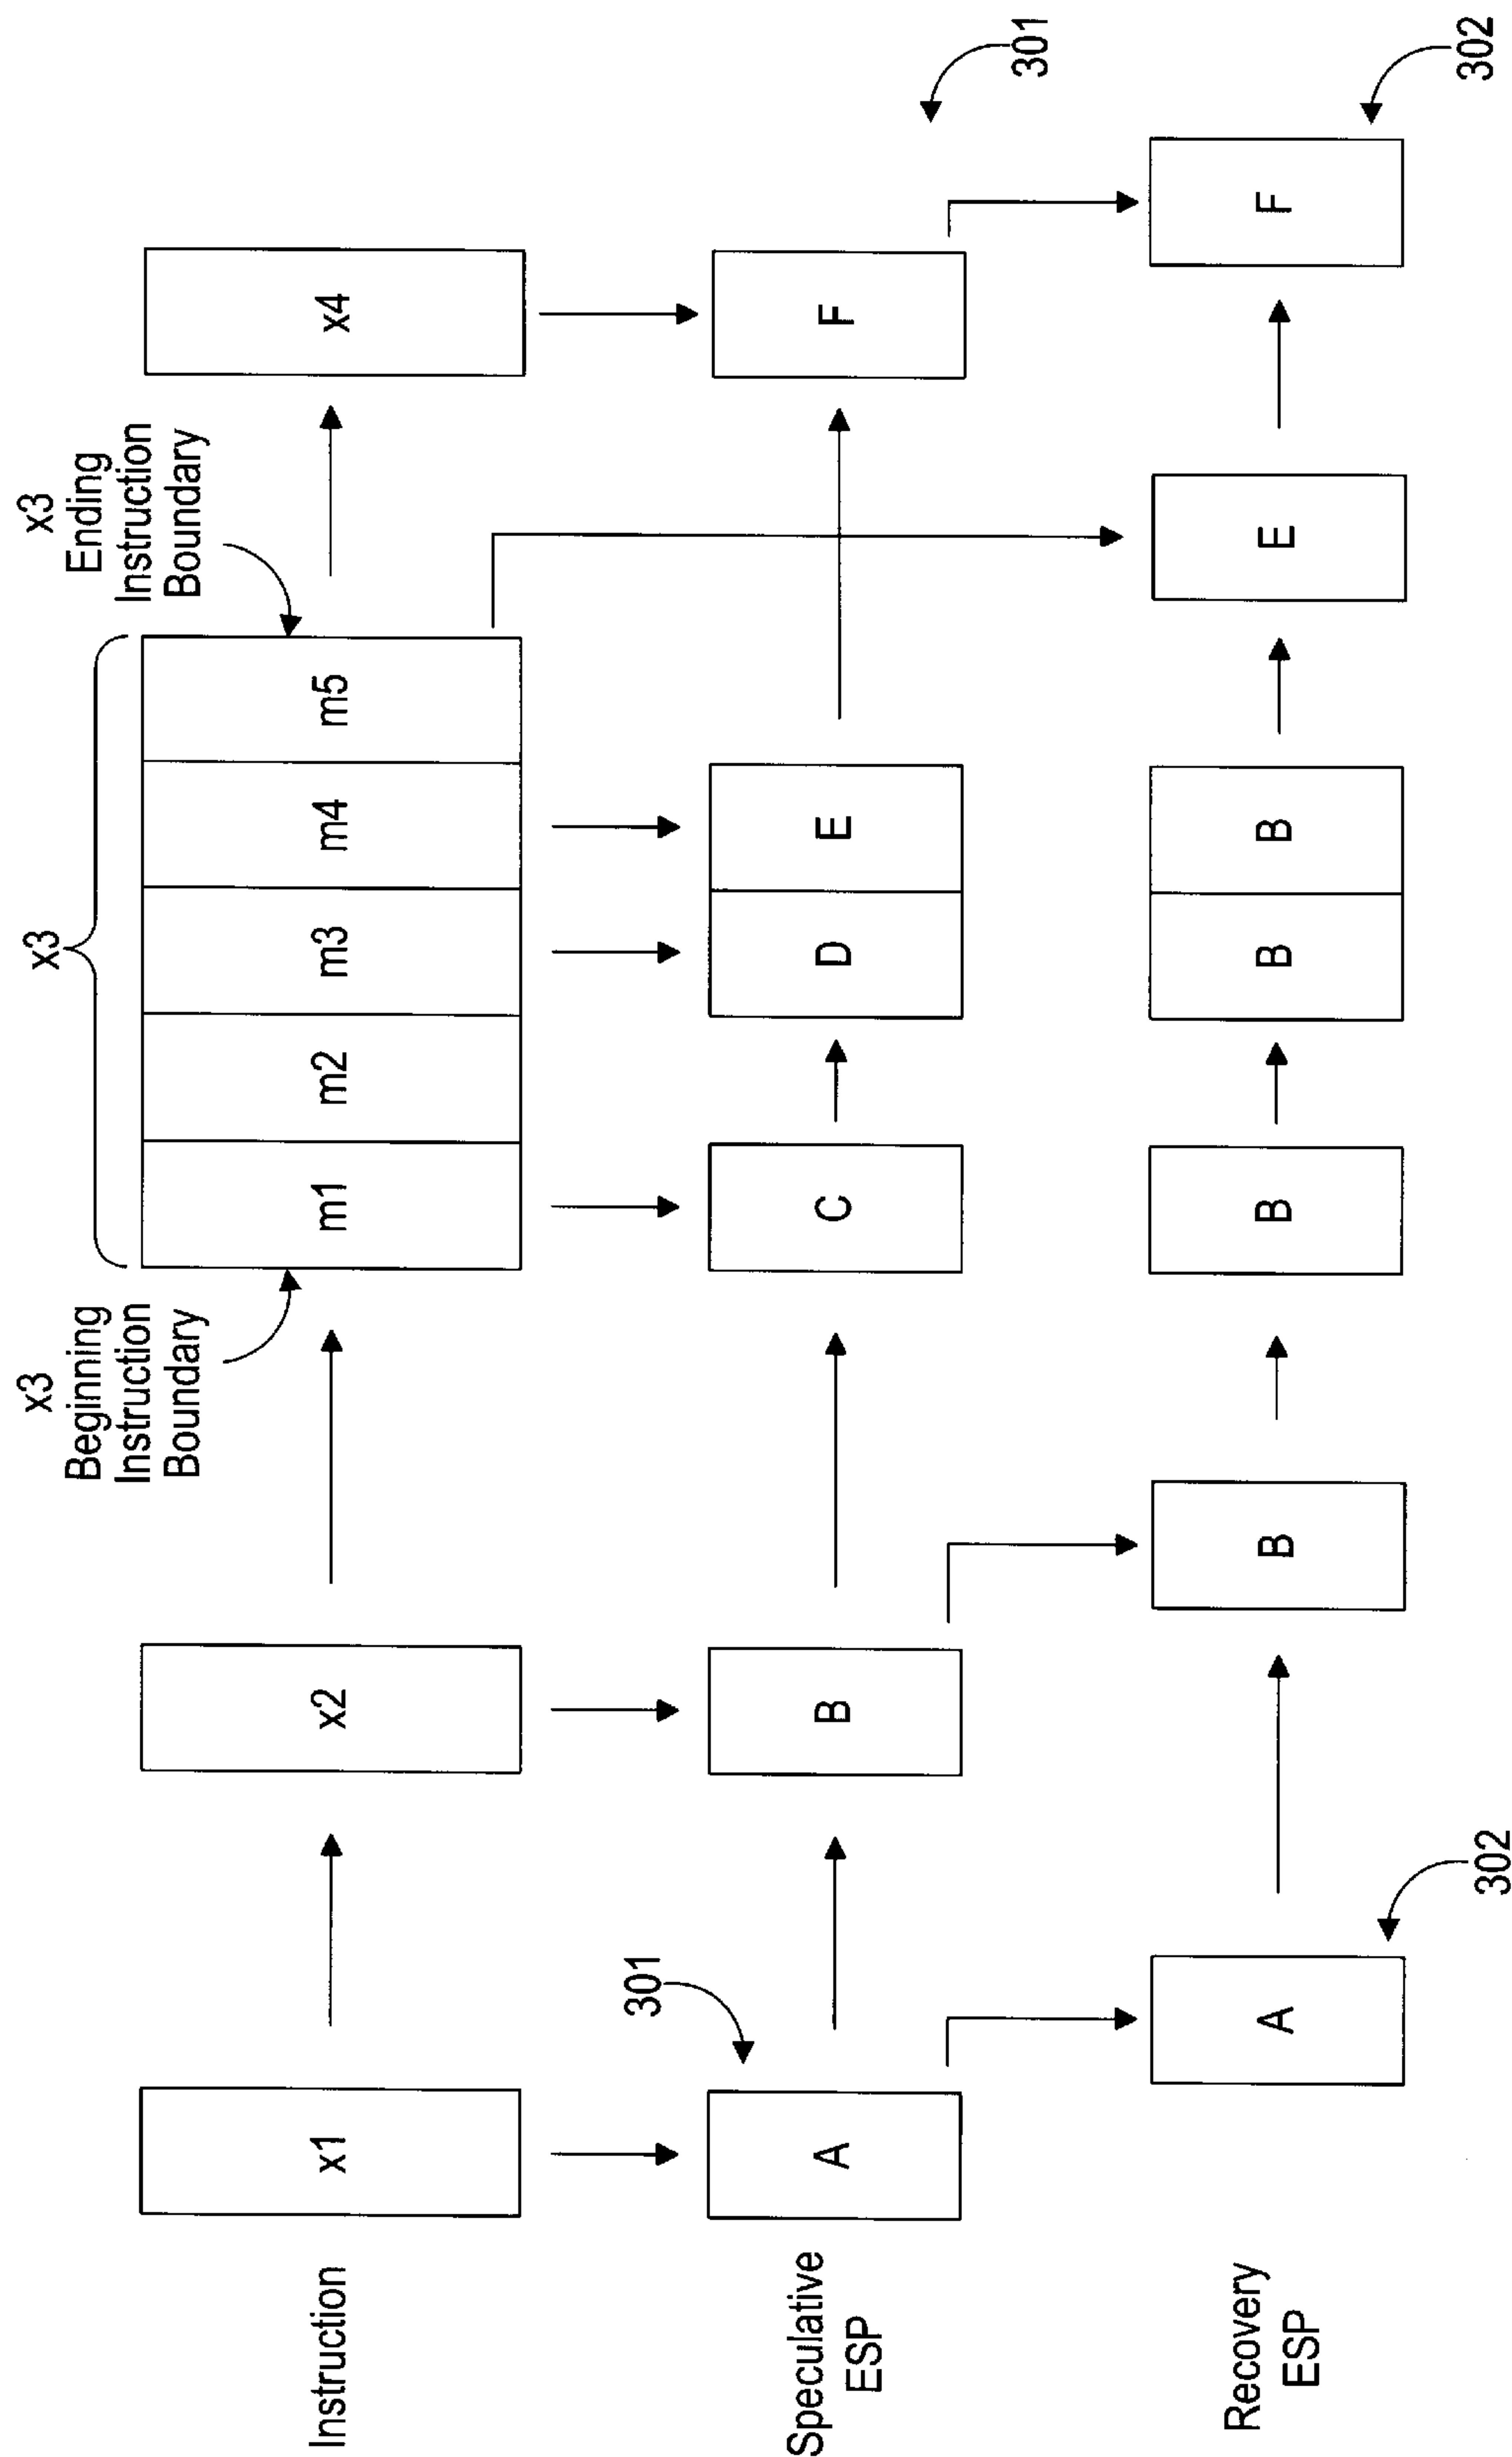 x3
x3
Beginning
Instruction
Boundary
x3
Ending
Instruction
Boundary
Instruction
x1
x2
m1
m2
m3
m4
m5
x4
301
Speculative
ESP
A
B
C
D
E
F
301
Recovery
ESP
A
B
B
B
B
E
F
302
302